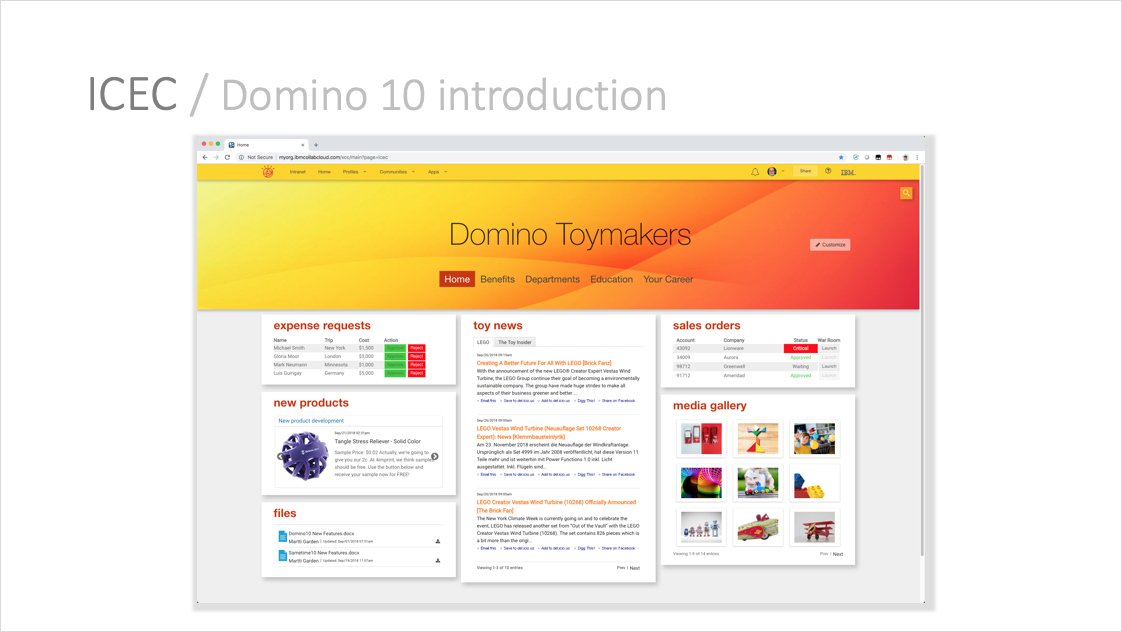 ICEC / Domino 10 introduction
Home
Not Secure | myorg.ibmcollabcloud.com/xcc/main?page=icec
Intranet Home Profiles Communities Apps Share IBM
Domino Toymakers
Customize
Home Benefits Departments Education Your Career
expense requests
Name Trip Cost Action
Michael Smith New York $1,500 Approve Reject
Gloria Moor London $3,000 Approve Reject
Mark Neumann Minnesota $1,000 Approve Reject
Luis Guirigay Germany $5,000 Approve Reject
new products
New product development
Sep/21/2018 02:21pm
Tangle Stress Reliever - Solid Color
Sample Price: $0.02 Actually, we're going to
give you our 2¢. At 4imprint, we think samples
should be free. Use the button below and
receive your sample now for FREE!
files
Domino10 New Features.docx
Martti Garden | Updated:
Sametime10 New Features.docx
Martti Garden | Updated:
toy news
LEGO The Toy Insider
Creating A Better Future For All With LEGO [Brick Fanz]
With the announcement of the new LEGO® Creator Expert Vestas Wind
Turbine, the LEGO Group continue their goal of becoming a environmentally
sustainable company. The group have made huge strides to make all
aspects of their business greener and better ...
Email this Save to del.icio.us Add to del.icio.us Digg This! Share on Facebook
LEGO Vestas Wind Turbine (Neuauflage Set 10268 Creator
Expert): News [Klemmbausteinlyrik]
Am 23. November 2018 erscheint die Neuauflage der Windkraftanlage.
Ursprünglich als Set 4999 im Jahr 2008 veröffentlicht, hat diese Version 11
Teile mehr und ist weiterhin mit Power Functions 1.0 inkl. Licht
ausgestattet. Inkl. Flügeln sind...
Email this Save to del.icio.us Add to del.icio.us Digg This! Share on Facebook
LEGO Creator Vestas Wind Turbine (10268) Officially Announced
[The Brick Fan]
The New York Climate Week is currently going on and to celebrate the
event, LEGO has released another set from "Out of the Vault" with the LEGO
Creator Vestas Wind Turbine (10268). The set contains 826 pieces which is
a bit more than the origi...
Email this Save to del.icio.us Add to del.icio.us Digg This! Share on Facebook
Viewing 1-3 of 10 entries Prev | Next
sales orders
Account Company Status War Room
43092 Lionware Critical Launch
34009 Aurora Approved Launch
98712 Greenwell Waiting Launch
91712 Amendad Approved Launch
media gallery
Viewing 1-9 of 14 entries Prev | Next